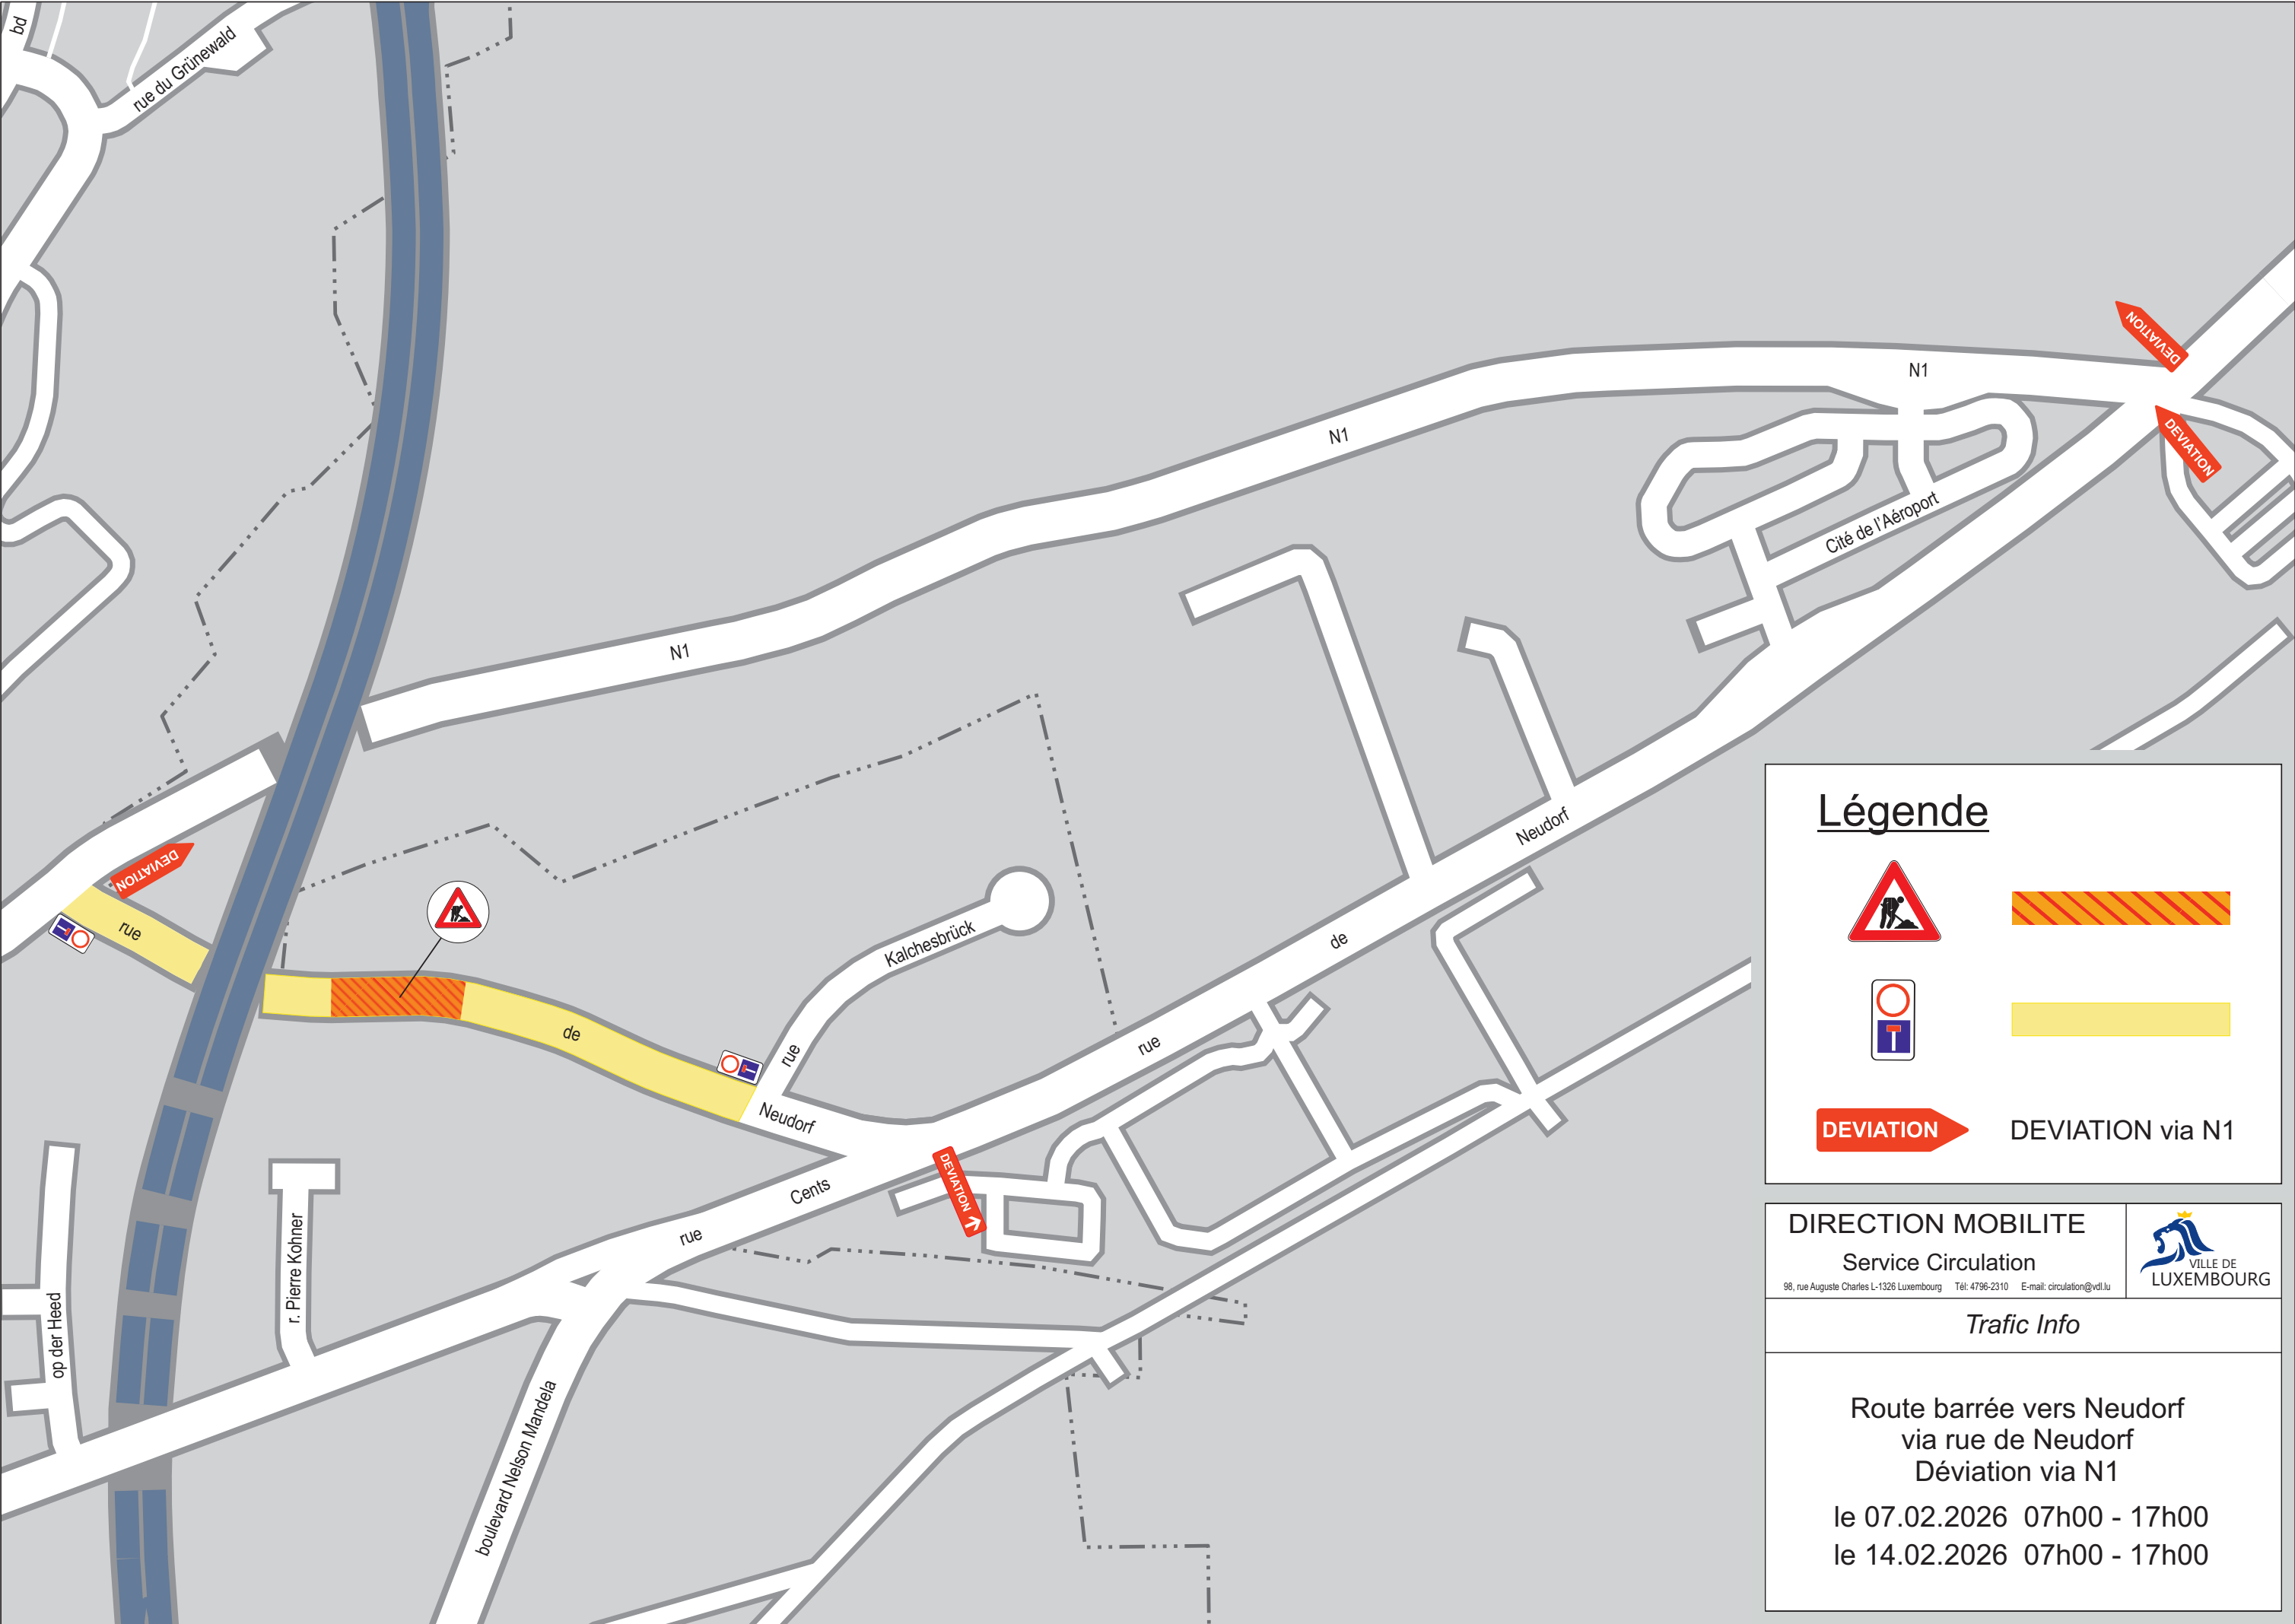 bd
rue du Grünewald
DEVIATION
N1
N1
DEVIATION
Cité de l'Aéroport
N1
Neudorf
DEVIATION
rue
Kalchesbrück
de
de
rue
rue
Neudorf
DEVIATION
Cents
rue
r. Pierre Kohner
op der Heed
boulevard Nelson Mandela
Légende
DEVIATION
DEVIATION via N1
DIRECTION MOBILITE
Service Circulation
98, rue Auguste Charles L-1326 Luxembourg Tél: 4796-2310 E-mail: circulation@vdl.lu
VILLE DE
LUXEMBOURG
Trafic Info
Route barrée vers Neudorf
via rue de Neudorf
Déviation via N1
le 07.02.2026 07h00 - 17h00
le 14.02.2026 07h00 - 17h00